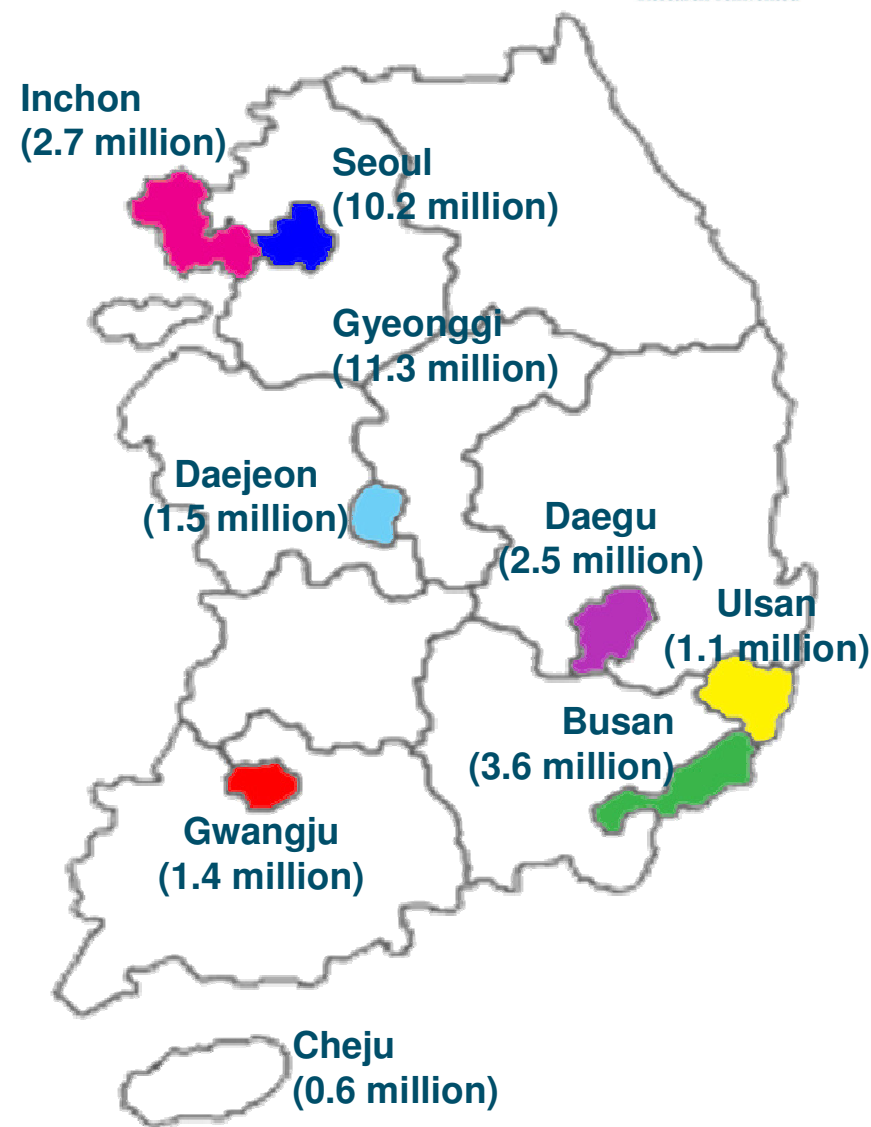 Inchon
(2.7 million)
Seoul
(10.2 million)
Gyeonggi
(11.3 million)
Daejeon
(1.5 million)
Daegu
(2.5 million)
Ulsan
(1.1 million)
Busan
(3.6 million)
Gwangju
(1.4 million)
Cheju
(0.6 million)